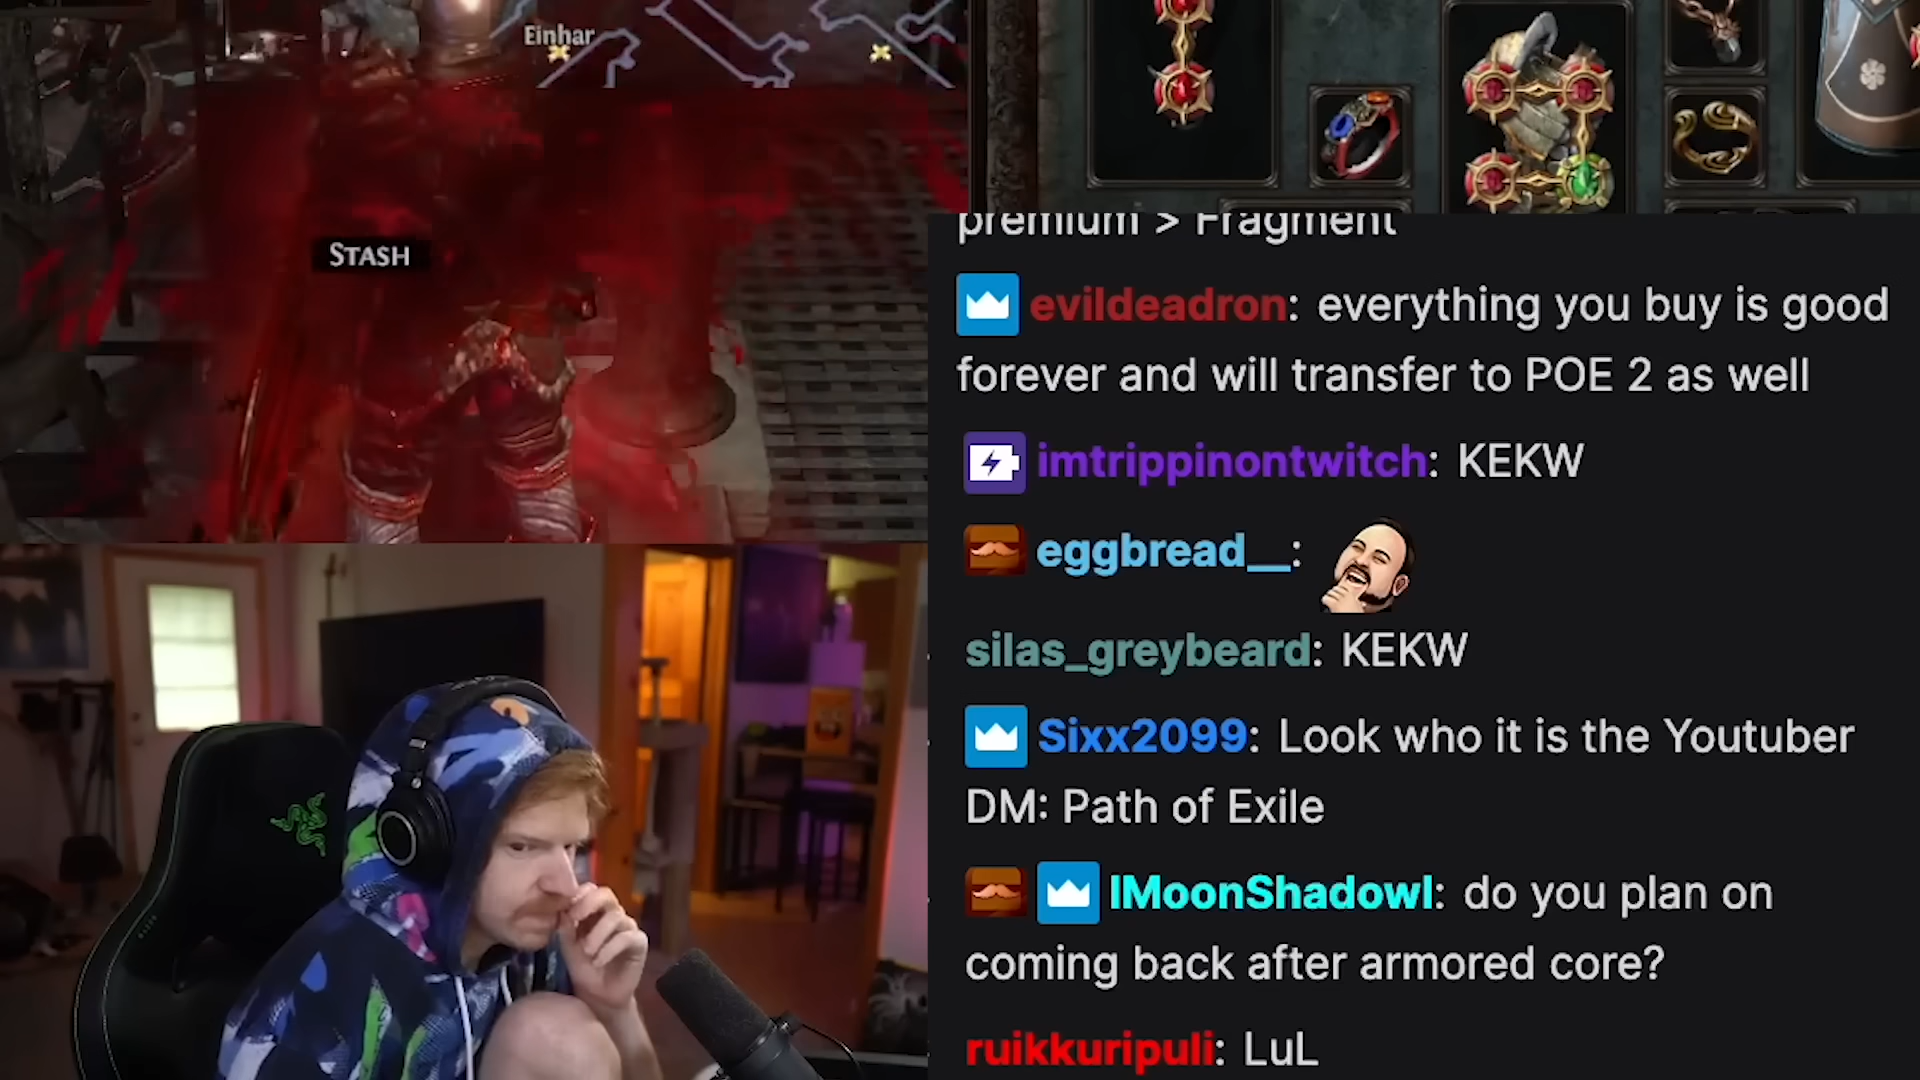 Einhar
STASH
premium > Fragment
evildeadron: everything you buy is good
forever and will transfer to POE 2 as well
imtrippinontwitch: KEKW
eggbread__:
silas_greybeard: KEKW
Sixx2099: Look who it is the Youtuber
DM: Path of Exile
IMoonShadowI: do you plan on
coming back after armored core?
ruikkuripuli: LuL